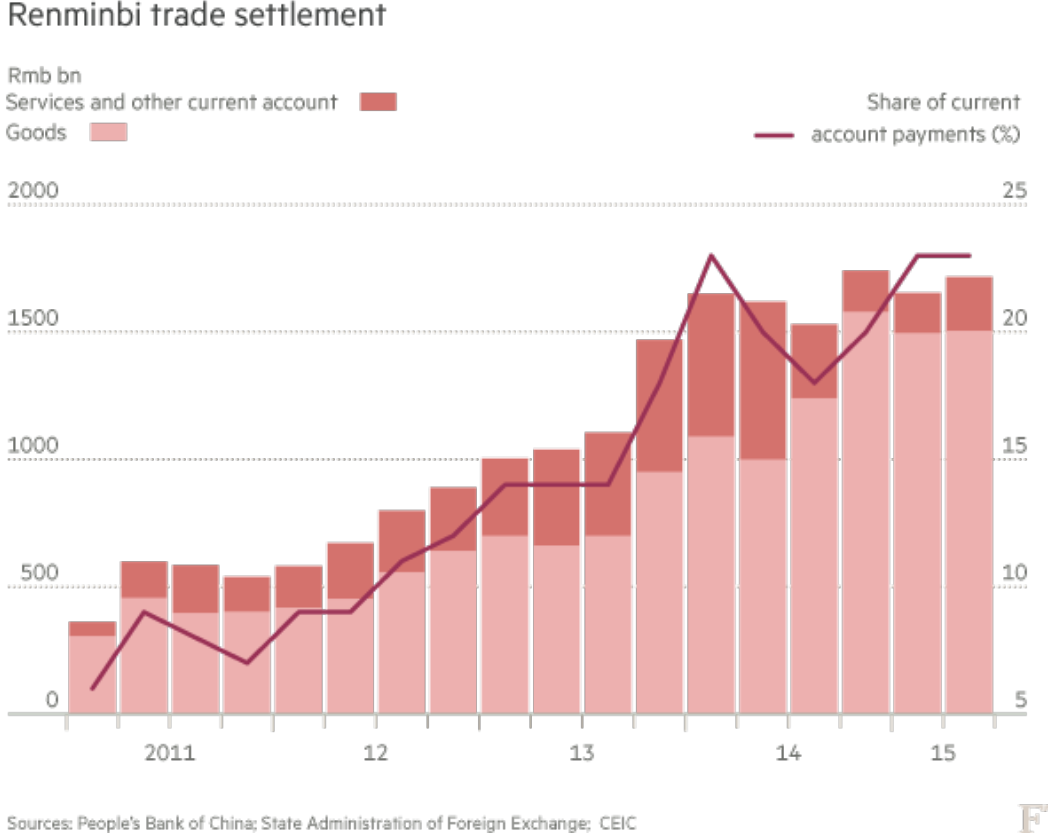 Renminbi trade settlement
Rmb bn
Services and other current account
Goods
Share of current
account payments (%)
2000 25
1500 20
1000 15
500 10
0 5
2011 12 13 14 15
Sources: People's Bank of China; State Administration of Foreign Exchange; CEIC
F